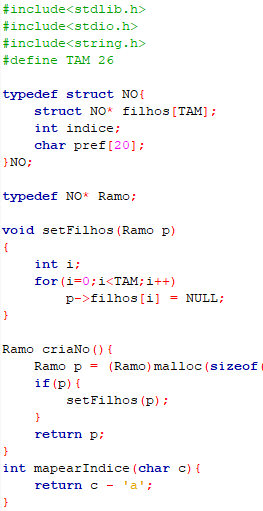 #include<stdlib.h>
#include<stdio.h>
#include<string.h>
#define TAM 26
typedef struct NO{
struct NO* filhos[TAM];
int indice;
char pref[20];
}NO;
typedef NO* Ramo;
void setFilhos(Ramo p)
{
int i;
for(i=0;i<TAM;i++)
p->filhos[i] = NULL;
}
Ramo criaNo(){
Ramo p = (Ramo)malloc(sizeof(
if(p){
setFilhos(p);
}
return p;
}
int mapearIndice(char c){
return c - 'a';
}